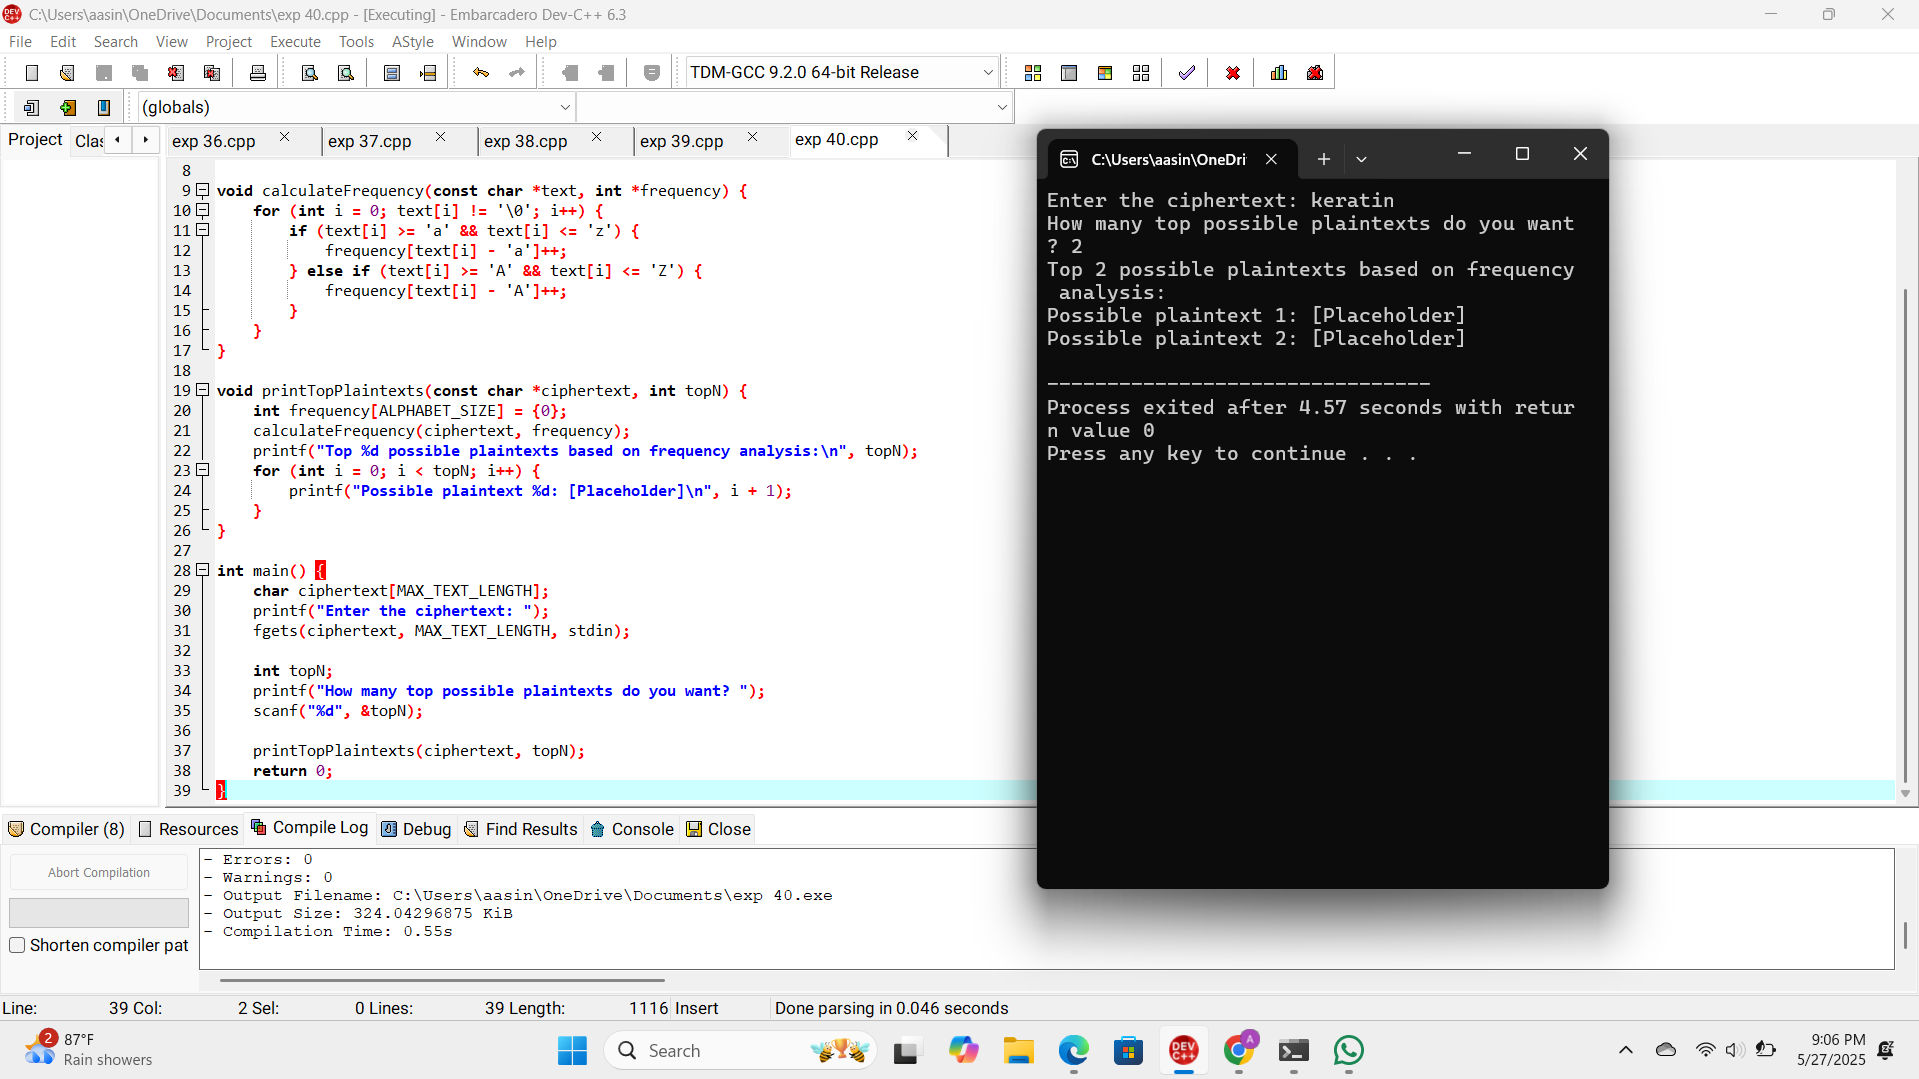 C:\Users\aasin\OneDrive\Documents\exp 40.cpp - [Executing] - Embarcadero Dev-C++ 6.3
File Edit Search View Project Execute Tools AStyle Window Help
TDM-GCC 9.2.0 64-bit Release
(globals)
Project Clas exp 36.cpp exp 37.cpp exp 38.cpp exp 39.cpp exp 40.cpp
8
9 void calculateFrequency(const char *text, int *frequency) {
10 for (int i = 0; text[i] != '\0'; i++) {
11 if (text[i] >= 'a' && text[i] <= 'z') {
12 frequency[text[i] - 'a']++;
13 } else if (text[i] >= 'A' && text[i] <= 'Z') {
14 frequency[text[i] - 'A']++;
15 }
16 }
17 }
18
19 void printTopPlaintexts(const char *ciphertext, int topN) {
20 int frequency[ALPHABET_SIZE] = {0};
21 calculateFrequency(ciphertext, frequency);
22 printf("Top %d possible plaintexts based on frequency analysis:\n", topN);
23 for (int i = 0; i < topN; i++) {
24 printf("Possible plaintext %d: [Placeholder]\n", i + 1);
25 }
26 }
27
28 int main() {
29 char ciphertext[MAX_TEXT_LENGTH];
30 printf("Enter the ciphertext: ");
31 fgets(ciphertext, MAX_TEXT_LENGTH, stdin);
32
33 int topN;
34 printf("How many top possible plaintexts do you want? ");
35 scanf("%d", &topN);
36
37 printTopPlaintexts(ciphertext, topN);
38 return 0;
39 }
C:\Users\aasin\OneDri
Enter the ciphertext: keratin
How many top possible plaintexts do you want
? 2
Top 2 possible plaintexts based on frequency
 analysis:
Possible plaintext 1: [Placeholder]
Possible plaintext 2: [Placeholder]
--------------------------------
Process exited after 4.57 seconds with retur
n value 0
Press any key to continue . . .
Compiler (8) Resources Compile Log Debug Find Results Console Close
Abort Compilation
Shorten compiler pat
- Errors: 0
- Warnings: 0
- Output Filename: C:\Users\aasin\OneDrive\Documents\exp 40.exe
- Output Size: 324.04296875 KiB
- Compilation Time: 0.55s
Line: 39 Col: 2 Sel: 0 Lines: 39 Length: 1116 Insert Done parsing in 0.046 seconds
2
87°F
Rain showers
Search
DEV C++
A
9:06 PM
5/27/2025